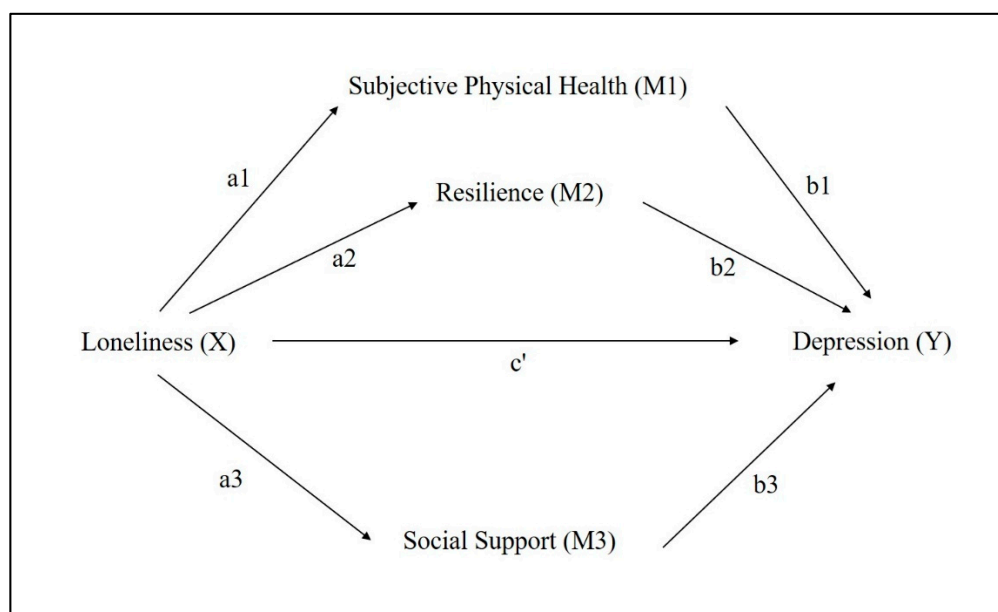 Subjective Physical Health (M1)
a1
b1
Resilience (M2)
a2
b2
Loneliness (X)
c'
Depression (Y)
a3
b3
Social Support (M3)